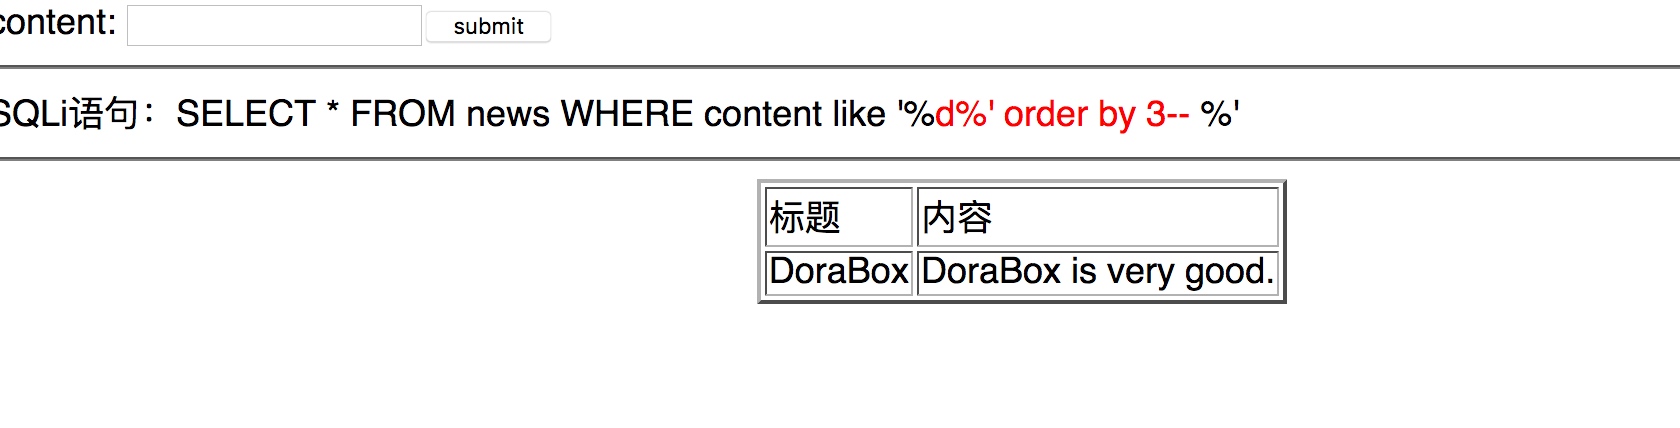 content: submit
SQLi语句：SELECT * FROM news WHERE content like '%d%' order by 3-- %'
标题 内容
DoraBox DoraBox is very good.